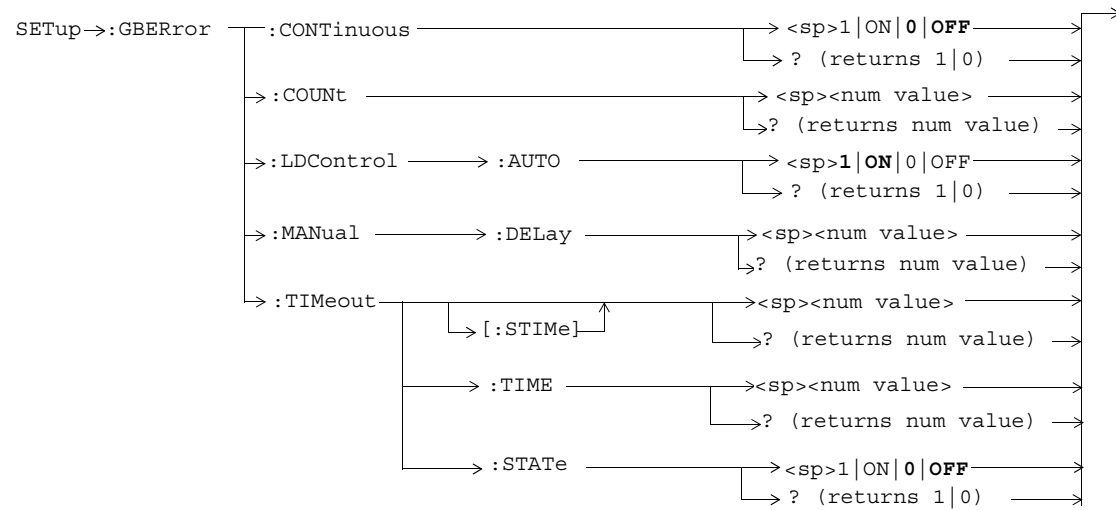 SETup :GBERror :CONTinuous <sp>1|ON|0|OFF
? (returns 1|0)
:COUNt <sp><num value>
? (returns num value)
:LDControl :AUTO <sp>1|ON|0|OFF
? (returns 1|0)
:MANual :DELay <sp><num value>
? (returns num value)
:TIMeout <sp><num value>
[:STIMe] ? (returns num value)
:TIME <sp><num value>
? (returns num value)
:STATe <sp>1|ON|0|OFF
? (returns 1|0)